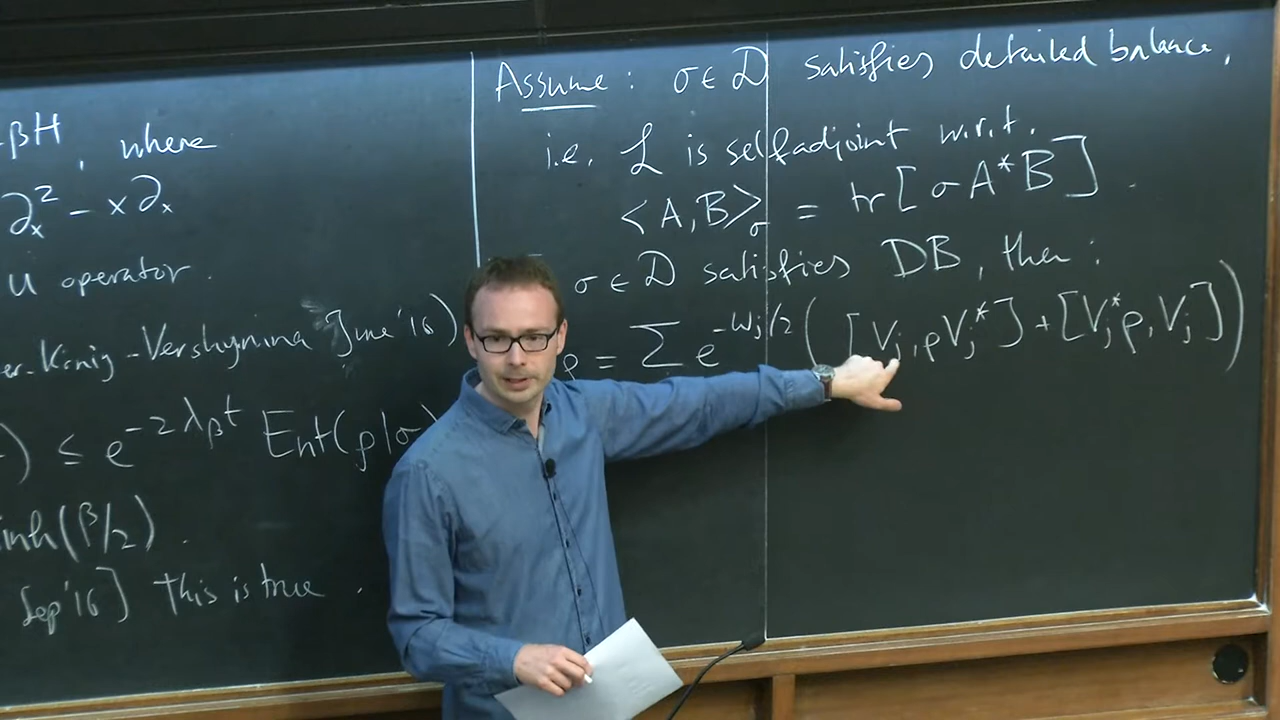 βH, where
∂ₓ² − x∂ₓ
U operator.
er-König-Vershynina June '16)
) ≤ e^{-2λ_β t} Ent(ρ|σ)
inh(β/2).
Sep '16] This is true.
Assume: σ ∈ 𝒟 satisfies detailed balance,
i.e. ℒ is selfadjoint w.r.t.
<A,B>_σ = tr[σA*B].
σ ∈ 𝒟 satisfies DB, then:
ρ = Σ e^{-ω_j/2} ([V_j, ρV_j*] + [V_j*ρ, V_j])